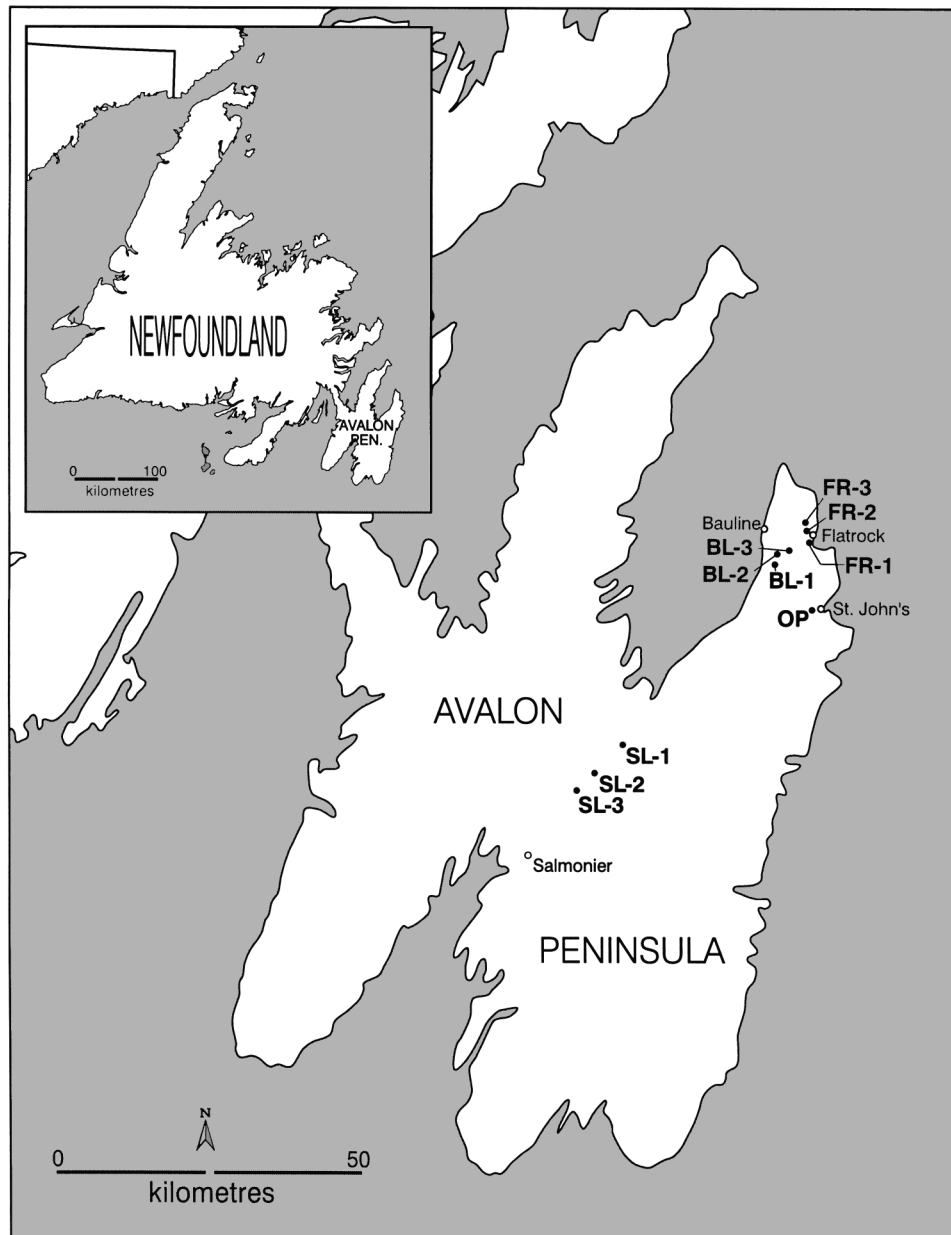 NEWFOUNDLAND
AVALON
PEN.
0 100
kilometres
FR-3
FR-2
Bauline
Flatrock
BL-3
FR-1
BL-2
BL-1
OP
St. John's
AVALON
SL-1
SL-2
SL-3
Salmonier
PENINSULA
N
0 50
kilometres